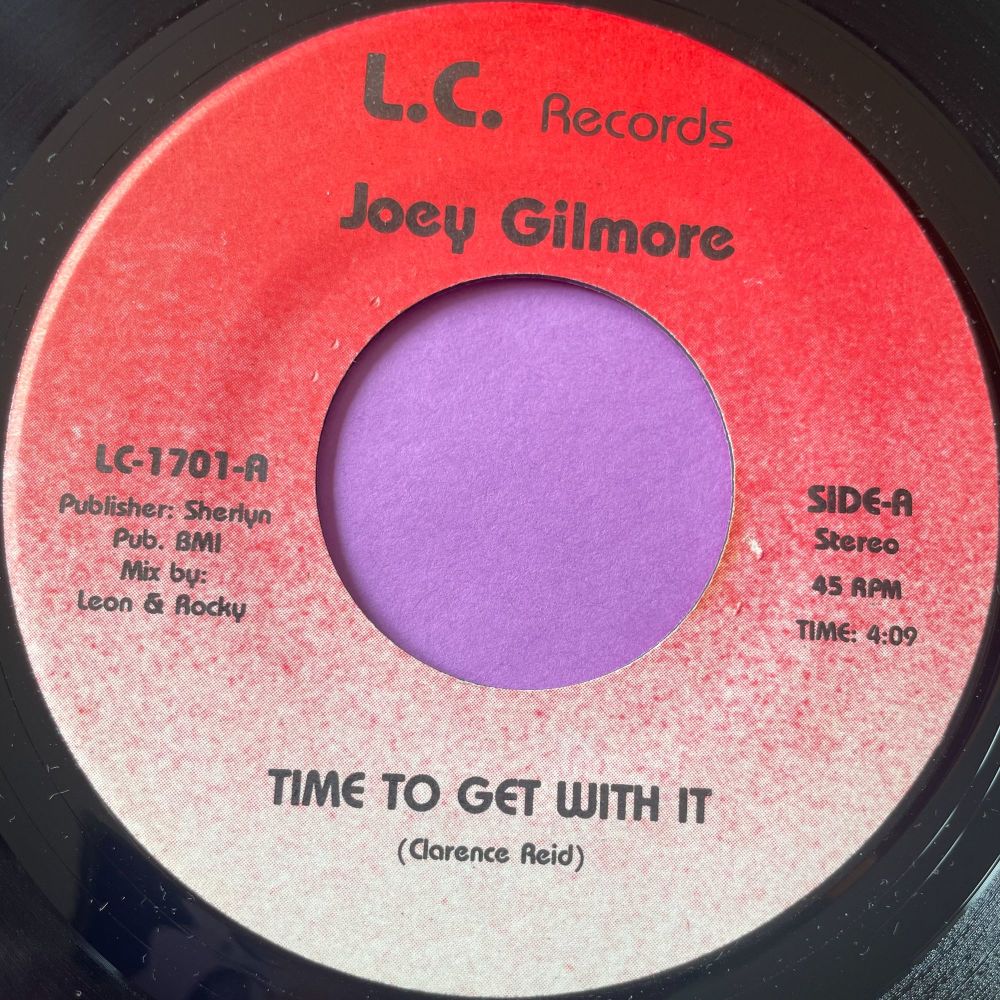 L.C. Records
Joey Gilmore
LC-1701-A
Publisher: Sherlyn
Pub. BMI
Mix by:
Leon & Rocky
SIDE-A
Stereo
45 RPM
TIME: 4:09
TIME TO GET WITH IT
(Clarence Reid)